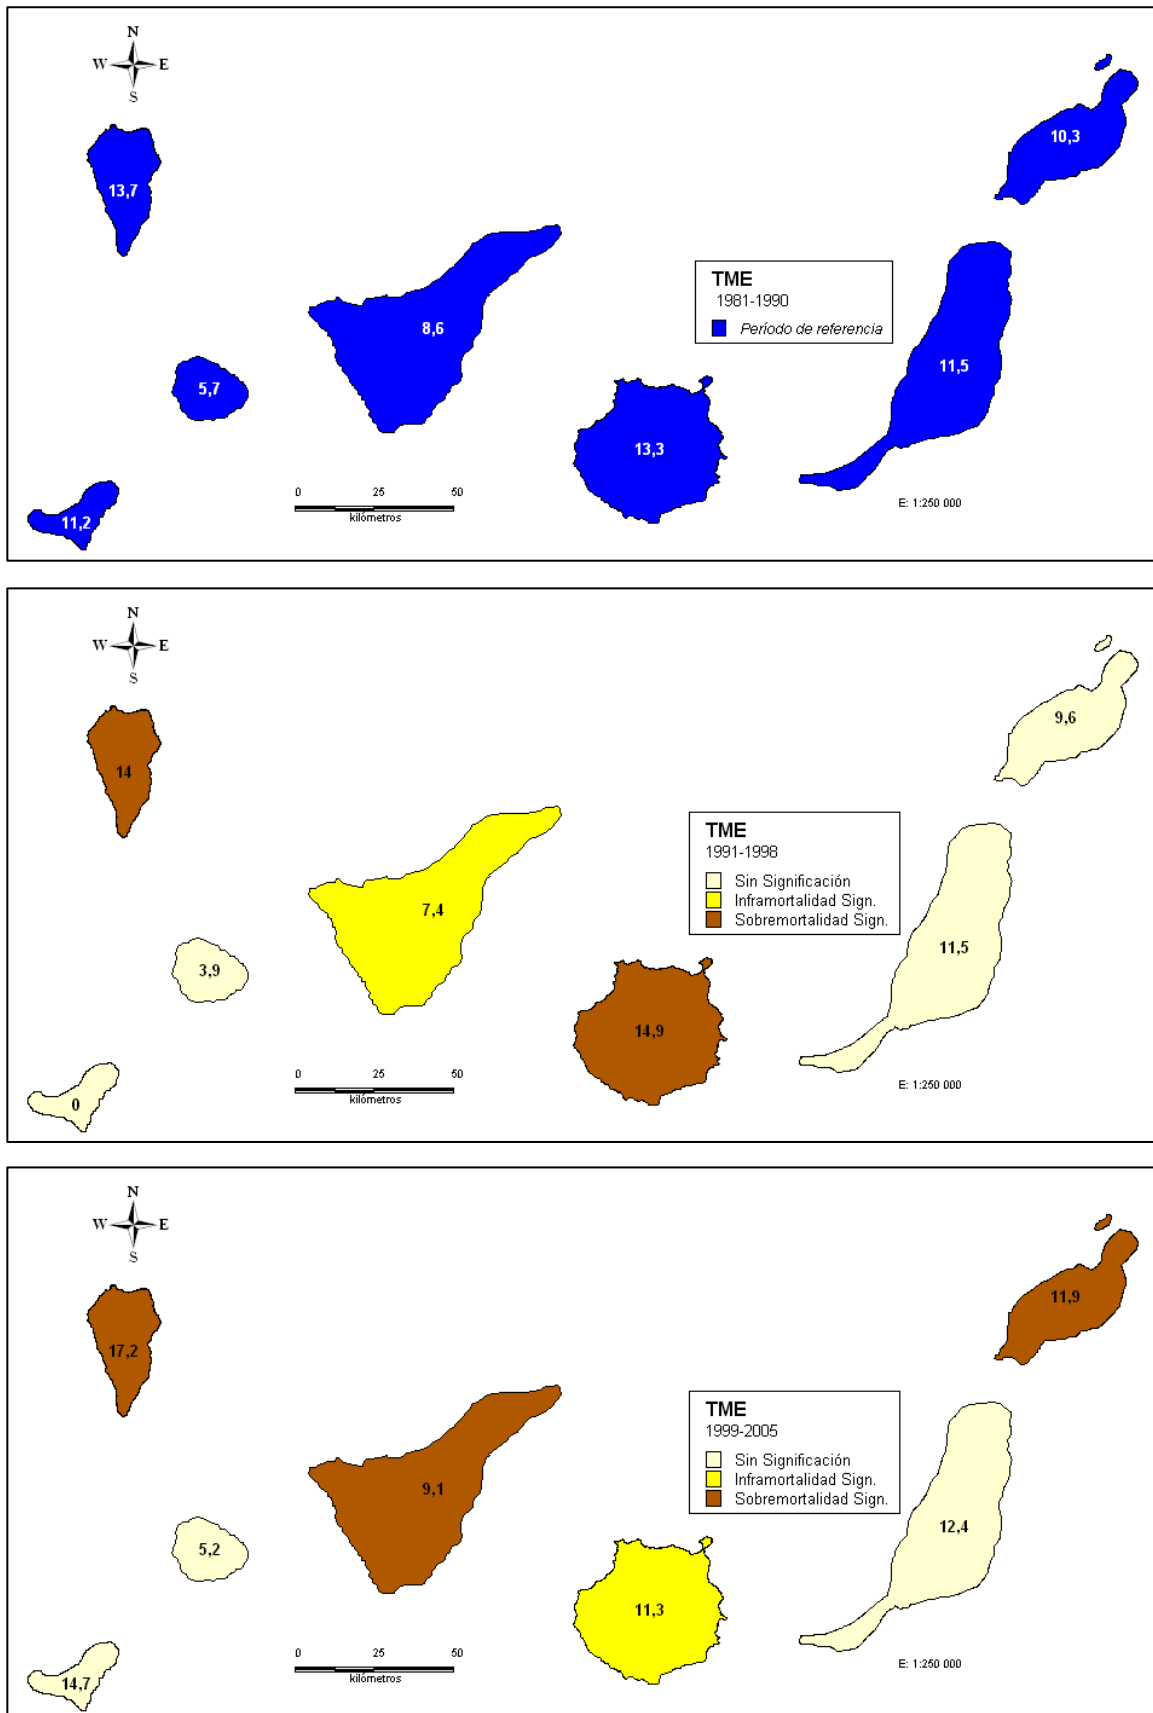 N
W E
S
10,3
13,7
TME
1981-1990
Período de referencia
8,6
11,5
5,7
13,3
0 25 50
kilómetros
E: 1:250 000
11,2
N
W E
S
9,6
14
TME
1991-1998
Sin Significación
Inframortalidad Sign.
Sobremortalidad Sign.
7,4
11,5
3,9
14,9
0 25 50
kilómetros
E: 1:250 000
0
N
W E
S
11,9
17,2
TME
1999-2005
Sin Significación
Inframortalidad Sign.
Sobremortalidad Sign.
9,1
12,4
5,2
11,3
0 25 50
kilómetros
E: 1:250 000
14,7